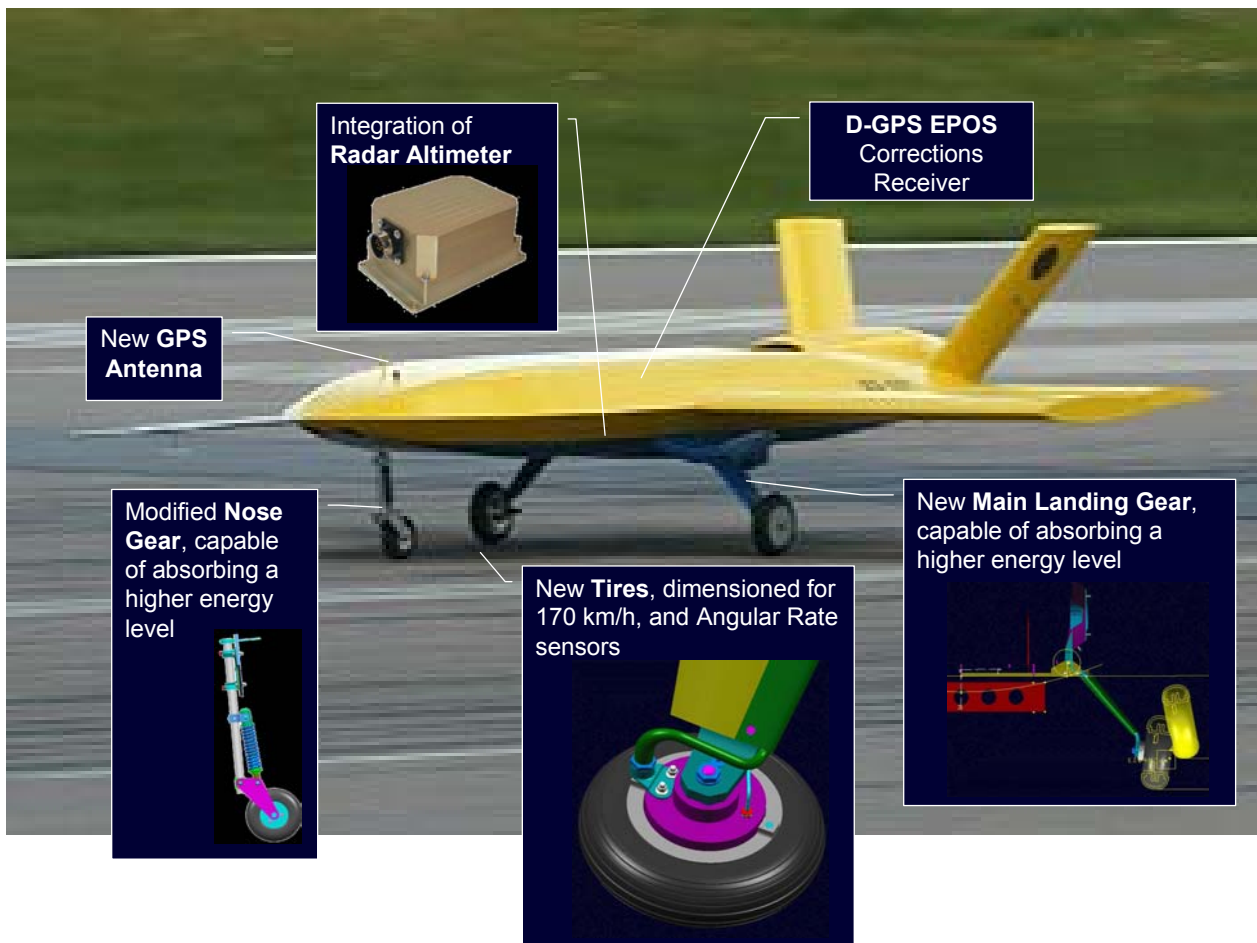 Integration of
Radar Altimeter
D-GPS EPOS
Corrections
Receiver
New GPS
Antenna
Modified Nose
Gear, capable
of absorbing a
higher energy
level
New Tires, dimensioned for
170 km/h, and Angular Rate
sensors
New Main Landing Gear,
capable of absorbing a
higher energy level